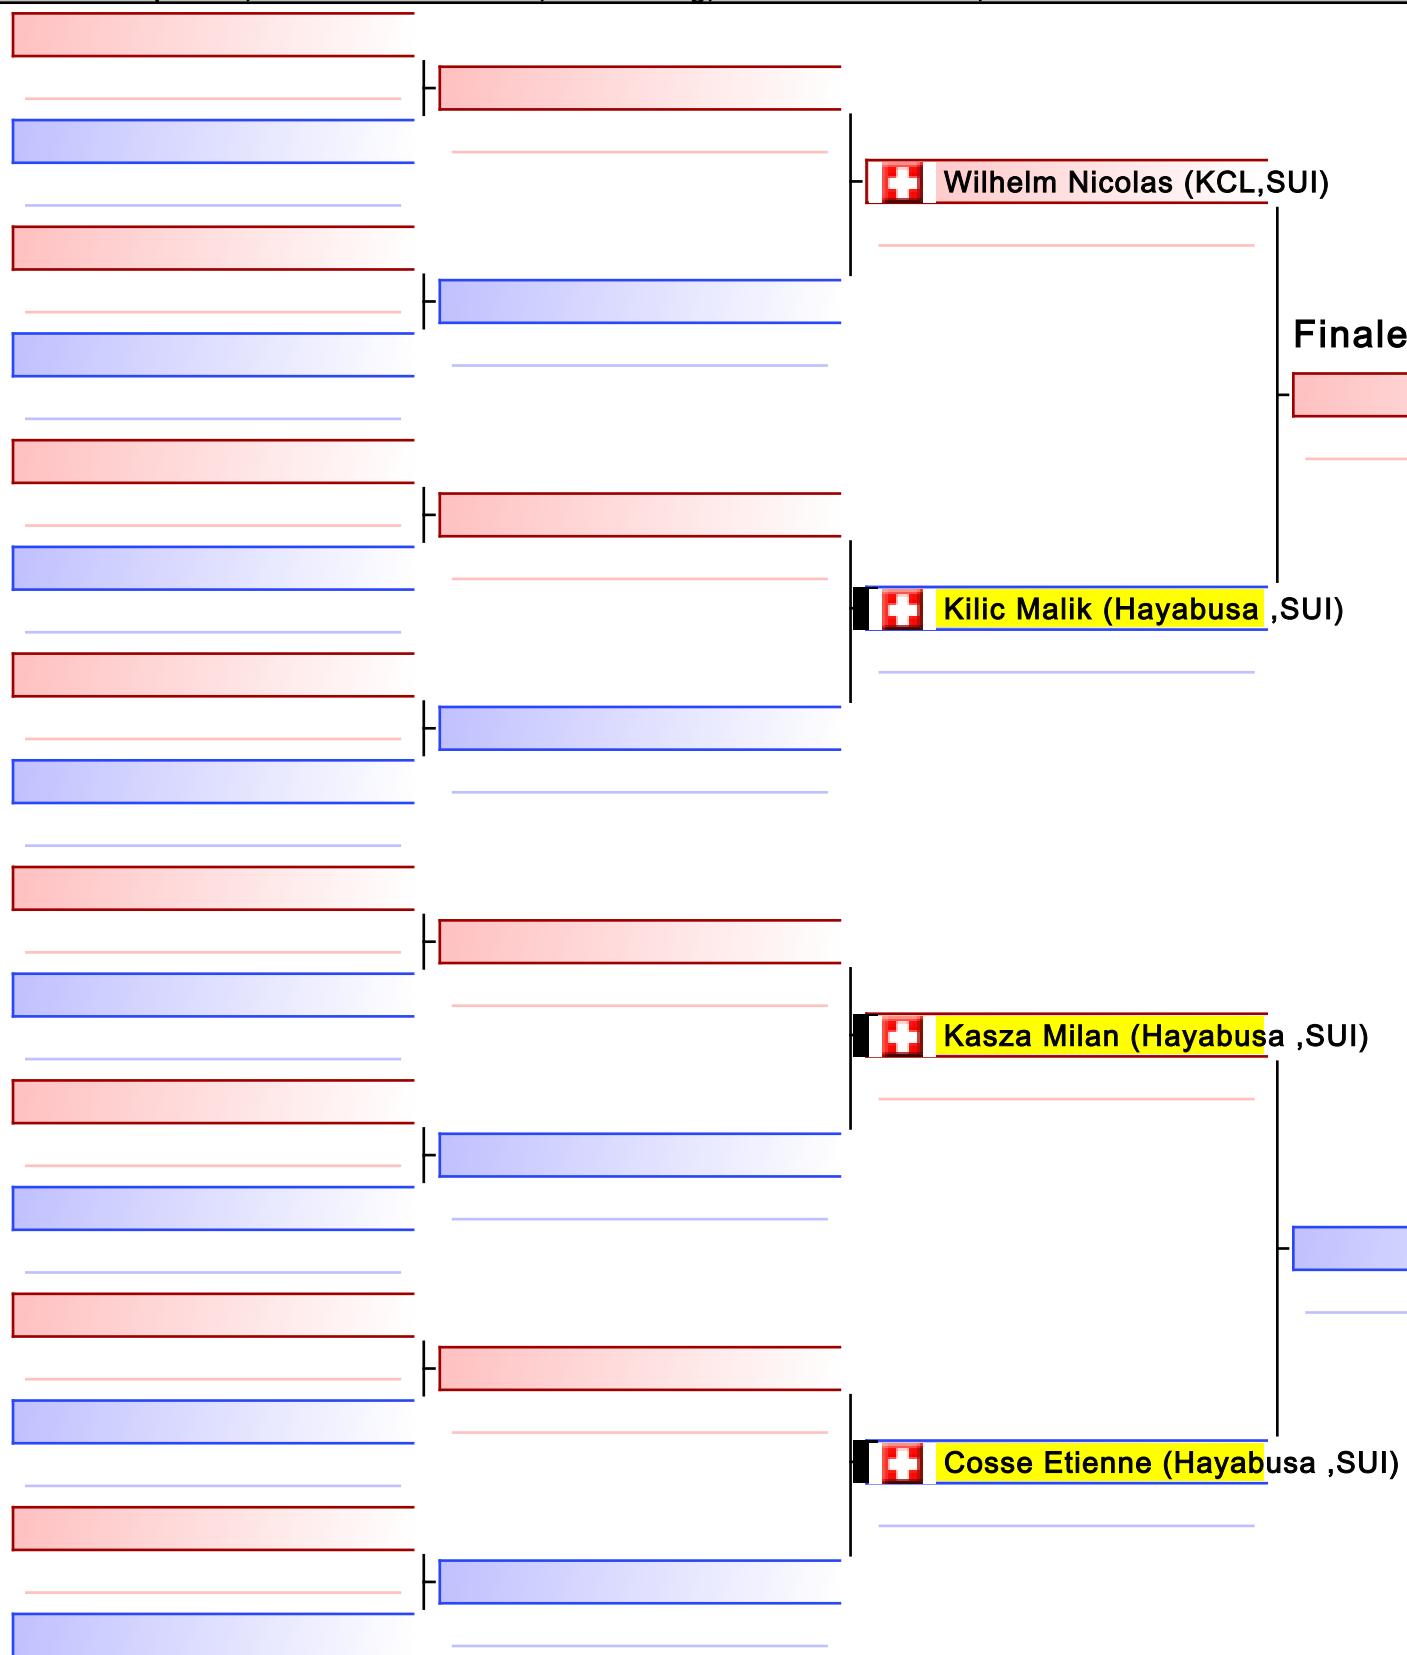 Wilhelm Nicolas (KCL,SUI)
Finale
Kilic Malik (Hayabusa ,SUI)
Kasza Milan (Hayabusa ,SUI)
Cosse Etienne (Hayabusa ,SUI)